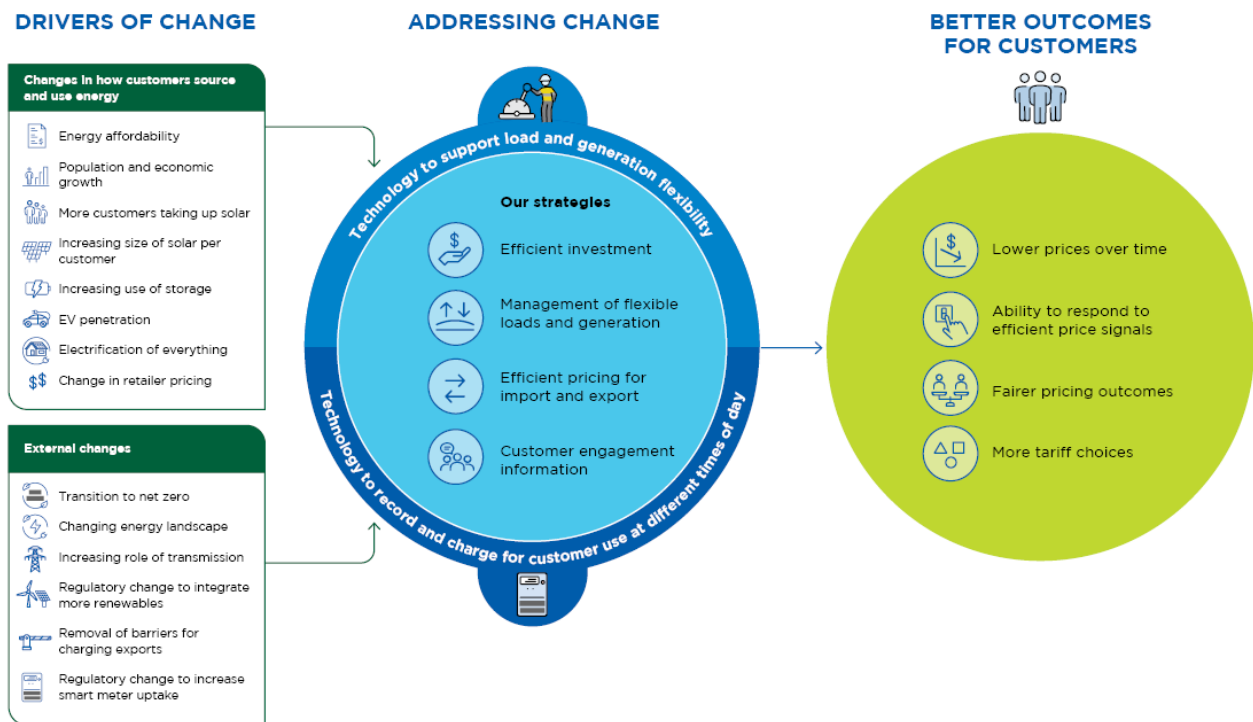 DRIVERS OF CHANGE
Changes in how customers source
and use energy
Energy affordability
Population and economic
growth
More customers taking up solar
Increasing size of solar per
customer
Increasing use of storage
EV penetration
Electrification of everything
$$ Change in retailer pricing
External changes
Transition to net zero
Changing energy landscape
Increasing role of transmission
Regulatory change to integrate
more renewables
Removal of barriers for
charging exports
Regulatory change to increase
smart meter uptake
ADDRESSING CHANGE
Technology to support load and generation flexibility
Our strategies
$
Efficient investment
Management of flexible
loads and generation
Efficient pricing for
import and export
Customer engagement
information
Technology to record and charge for customer use at different times of day
BETTER OUTCOMES
FOR CUSTOMERS
$
Lower prices over time
Ability to respond to
efficient price signals
Fairer pricing outcomes
More tariff choices